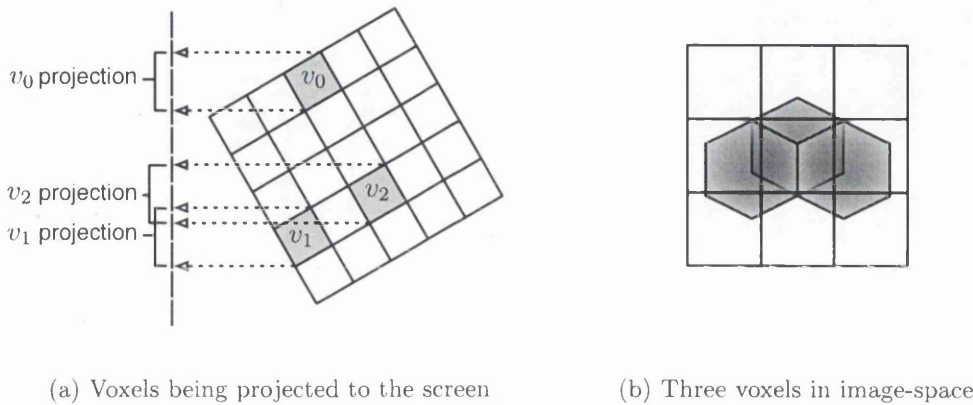 v₀ projection
v₂ projection
v₁ projection
v₀
v₂
v₁
(a) Voxels being projected to the screen
(b) Three voxels in image-space